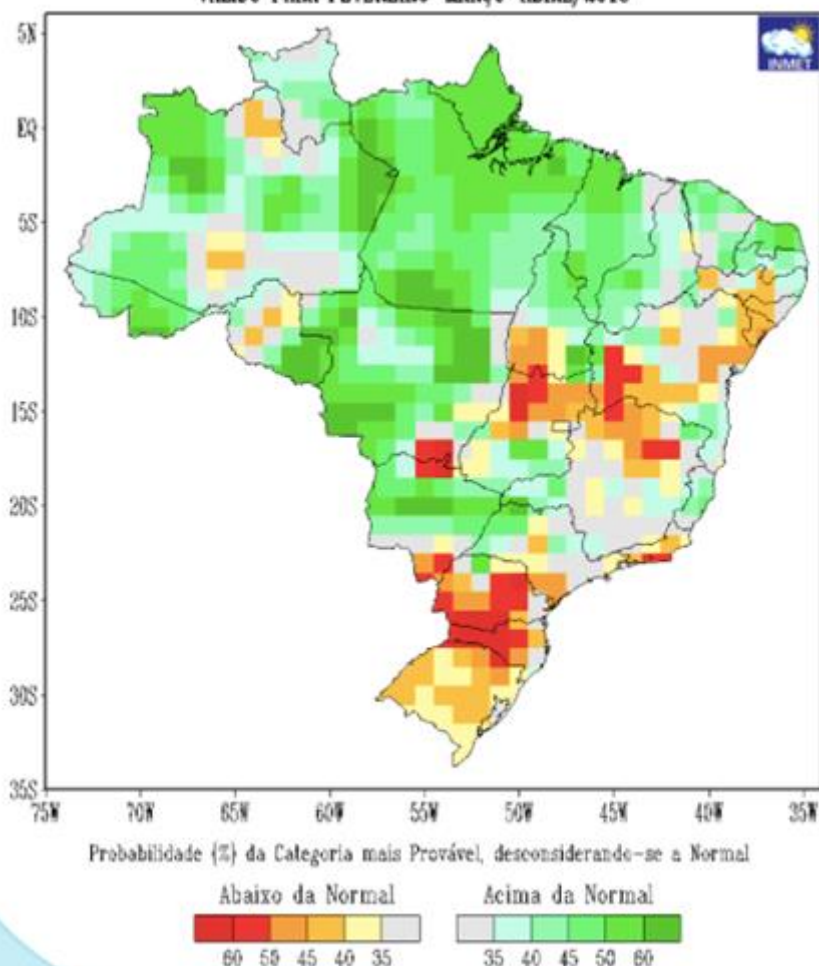 INMET
5N
EQ
5S
10S
15S
20S
25S
30S
35S
75W 70W 65W 60W 55W 50W 45W 40W 35W
Probabilidade (%) da Categoria mais Provável, desconsiderando-se a Normal
Abaixo da Normal Acima da Normal
60 50 45 40 35 35 40 45 50 60